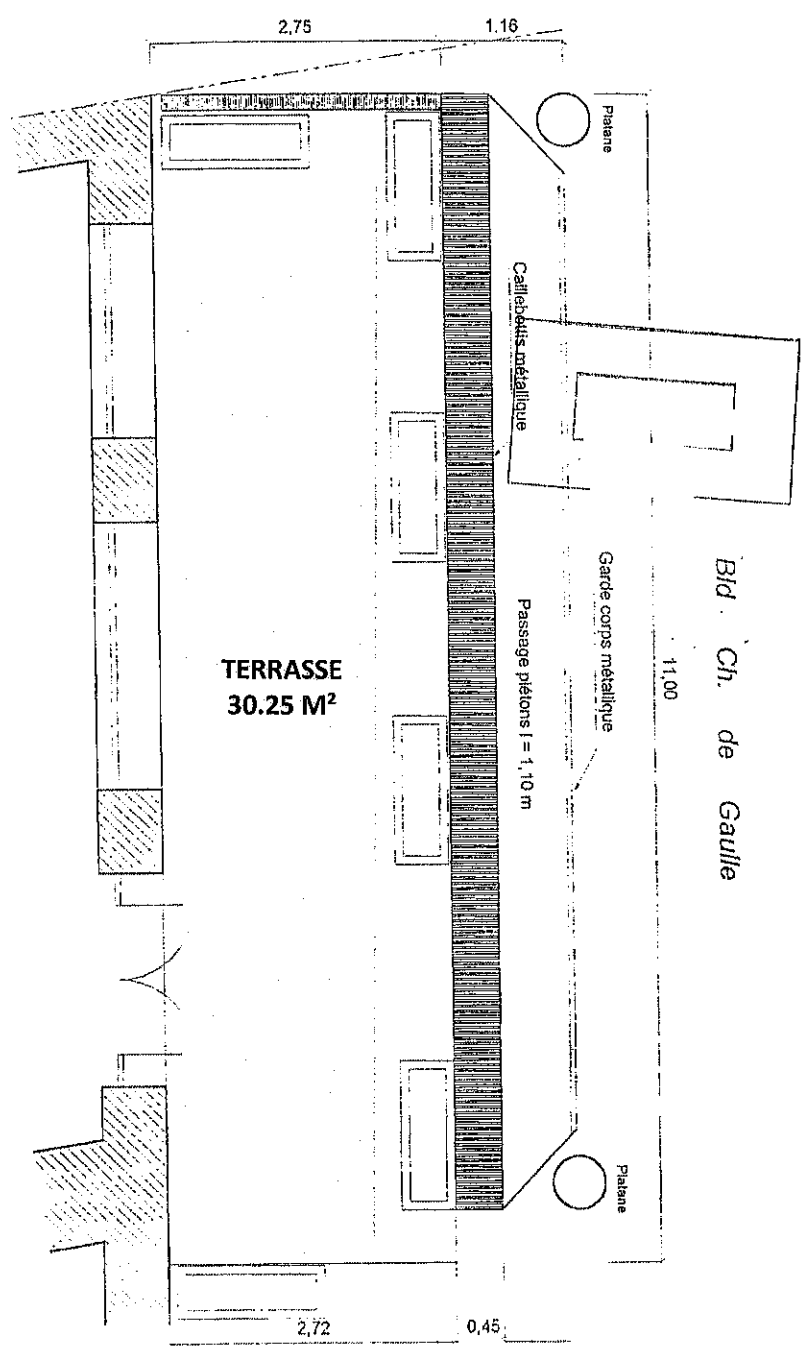 2,75
1.16
Platane
Caillebottis métallique
Bld. Ch. de Gaulle
Garde corps métallique
11,00
Passage piétons l = 1,10 m
TERRASSE
30.25 M²
Platane
2,72
0,45